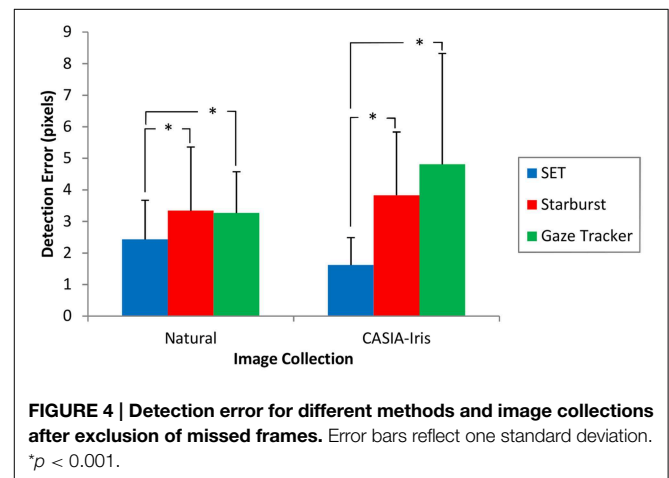 9
8
7
6
5
4
3
2
1
0
Detection Error (pixels)
*
*
*
*
Natural
CASIA-Iris
Image Collection
SET
Starburst
Gaze Tracker
FIGURE 4 | Detection error for different methods and image collections
after exclusion of missed frames. Error bars reflect one standard deviation.
*p < 0.001.